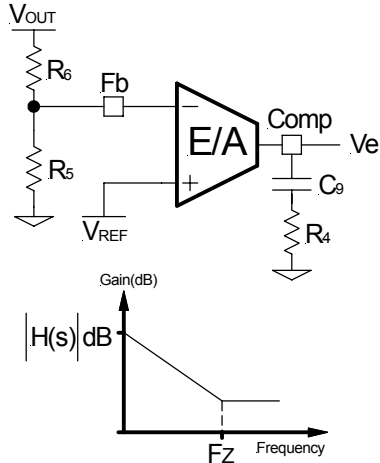 VOUT
R6
Fb
R5
E/A
Comp
Ve
C9
R4
VREF
Gain(dB)
|H(s)| dB
FZ
Frequency